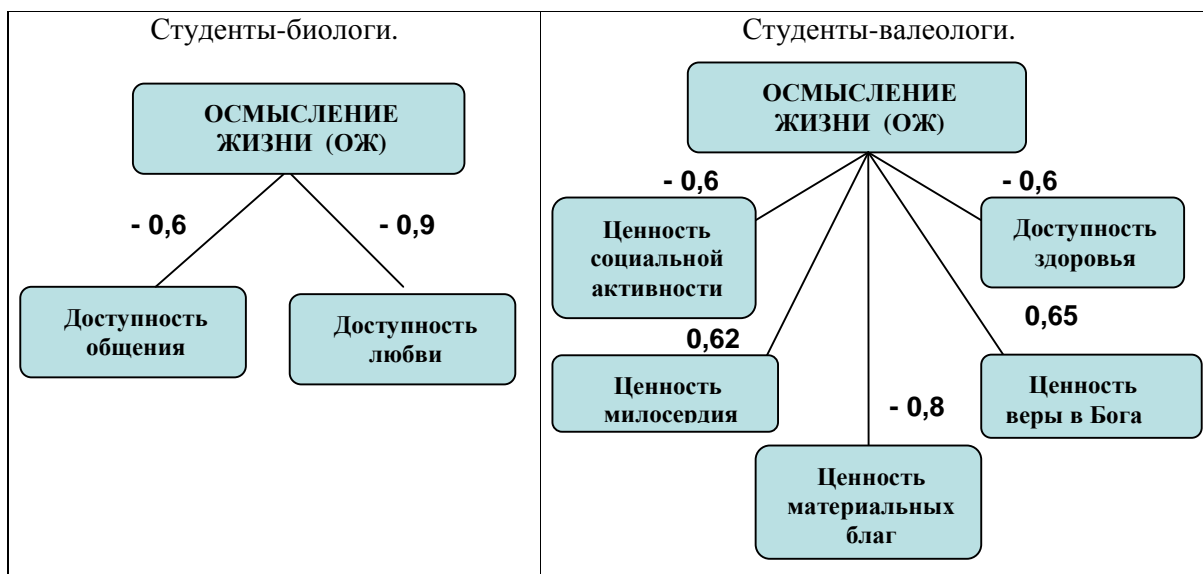 Студенты-биологи.
ОСМЫСЛЕНИЕ
ЖИЗНИ (ОЖ)
- 0,6
- 0,9
Доступность
общения
Доступность
любви
Студенты-валеологи.
ОСМЫСЛЕНИЕ
ЖИЗНИ (ОЖ)
- 0,6
- 0,6
Ценность
социальной
активности
Доступность
здоровья
0,62
0,65
Ценность
милосердия
- 0,8
Ценность
веры в Бога
Ценность
материальных
благ